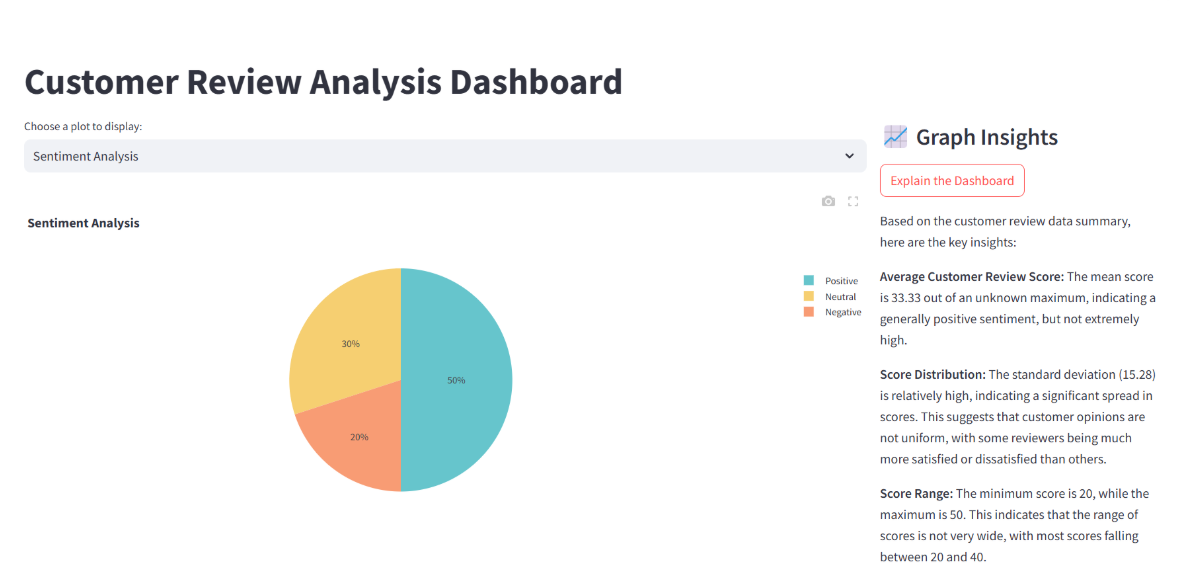 Customer Review Analysis Dashboard
Choose a plot to display:
Sentiment Analysis
Sentiment Analysis
Positive
Neutral
Negative
30%
50%
20%
Graph Insights
Explain the Dashboard
Based on the customer review data summary,
here are the key insights:
Average Customer Review Score: The mean score
is 33.33 out of an unknown maximum, indicating a
generally positive sentiment, but not extremely
high.
Score Distribution: The standard deviation (15.28)
is relatively high, indicating a significant spread in
scores. This suggests that customer opinions are
not uniform, with some reviewers being much
more satisfied or dissatisfied than others.
Score Range: The minimum score is 20, while the
maximum is 50. This indicates that the range of
scores is not very wide, with most scores falling
between 20 and 40.